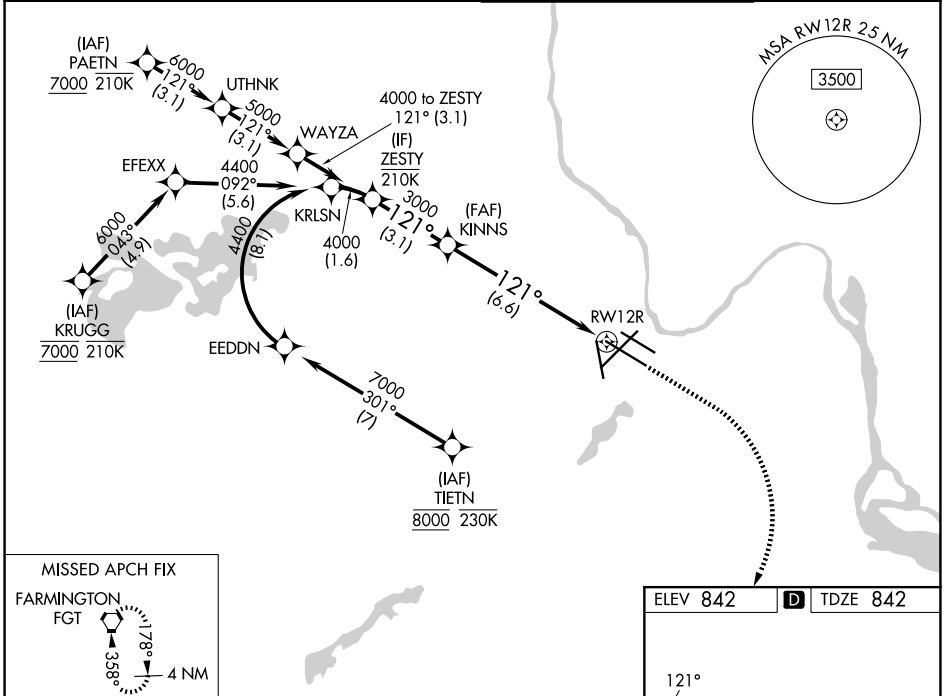 (IAF)
PAETN
7000 210K
6000
121°
(3.1)
UTHNK
5000
121°
(3.1)
WAYZA
4000 to ZESTY
121° (3.1)
(IF)
ZESTY
210K
EFEXX
4400
092°
(5.6)
KRLSN
4000
(1.6)
3000
121°
(3.1)
(FAF)
KINNS
6000
043°
(4.9)
(IAF)
KRUGG
7000 210K
4400
(8.1)
EEDDN
121°
(6.6)
RW12R
7000
301°
(7)
(IAF)
TIETN
8000 230K
MSA RW12R 25 NM
3500
MISSED APCH FIX
FARMINGTON
FGT
178°
358°
4 NM
ELEV 842 D TDZE 842
121°